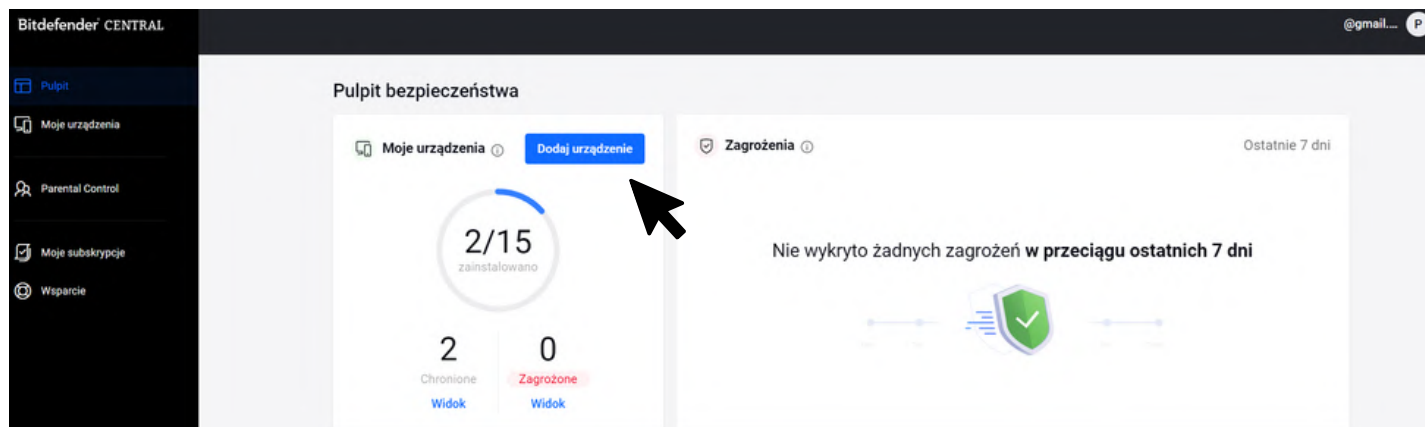 Bitdefender CENTRAL
@gmail.... P
Pulpit
Moje urządzenia
Parental Control
Moje subskrypcje
Wsparcie
Pulpit bezpieczeństwa
Moje urządzenia
Dodaj urządzenie
2/15
zainstalowano
2
Chronione
Widok
0
Zagrożone
Widok
Zagrożenia
Ostatnie 7 dni
Nie wykryto żadnych zagrożeń w przeciągu ostatnich 7 dni